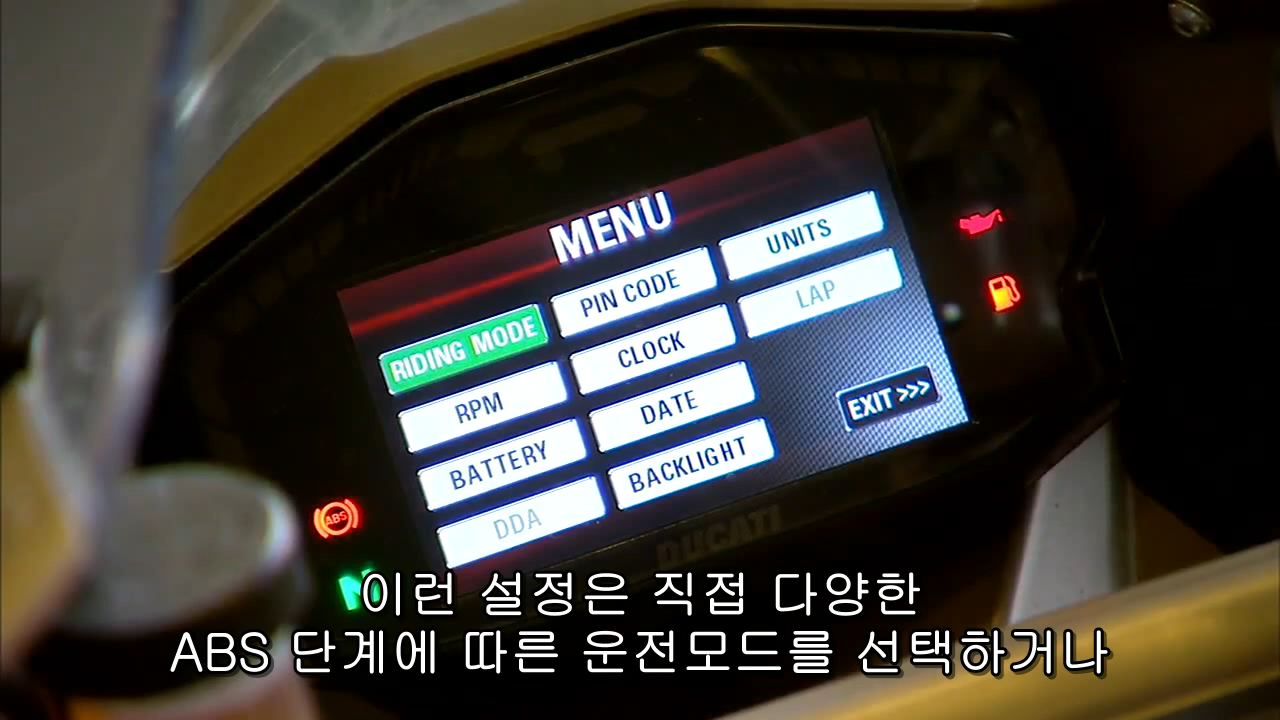 MENU
RIDING MODE
RPM
BATTERY
DDA
PIN CODE
CLOCK
DATE
BACKLIGHT
UNITS
LAP
EXIT >>>
ABS
N
DUCATI
이런 설정은 직접 다양한
ABS 단계에 따른 운전모드를 선택하거나